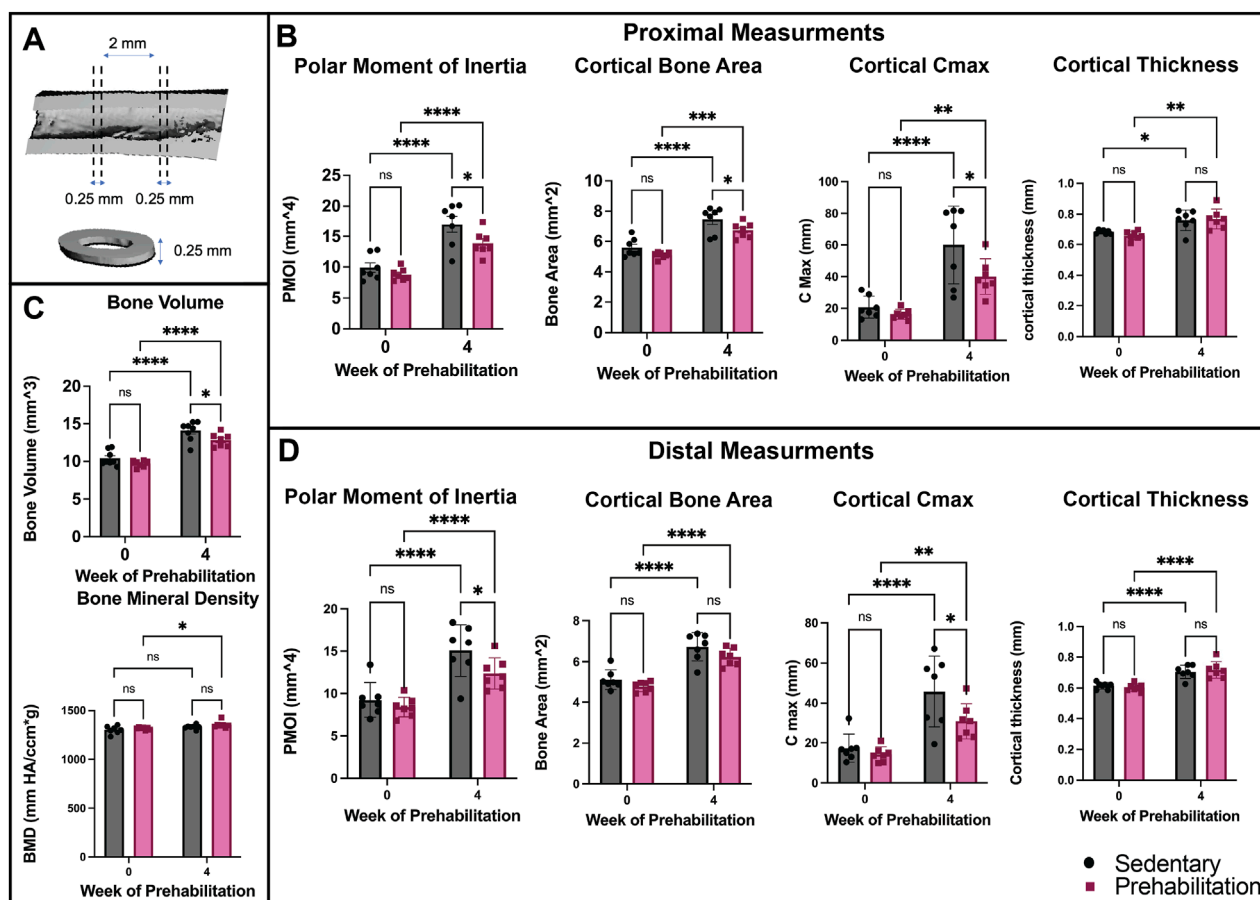 A
2 mm
0.25 mm
0.25 mm
0.25 mm
B
Proximal Measurments
Polar Moment of Inertia
****
****
ns
*
PMOI (mm^4)
25
20
15
10
5
0
0
4
Week of Prehabilitation
Cortical Bone Area
***
****
ns
*
Bone Area (mm^2)
10
8
6
4
2
0
0
4
Week of Prehabilitation
Cortical Cmax
**
****
ns
*
C Max (mm)
100
80
60
40
20
0
0
4
Week of Prehabilitation
Cortical Thickness
**
*
ns
ns
cortical thickness (mm)
1.0
0.8
0.6
0.4
0.2
0.0
0
4
Week of Prehabilitation
C
Bone Volume
****
****
ns
*
Bone Volume (mm^3)
20
15
10
5
0
0
4
Week of Prehabilitation
Bone Mineral Density
*
ns
ns
ns
BMD (mm HA/ccm*g)
1500
1000
500
0
0
4
Week of Prehabilitation
D
Distal Measurments
Polar Moment of Inertia
****
****
ns
*
PMOI (mm^4)
20
15
10
5
0
0
4
Week of Prehabilitation
Cortical Bone Area
****
****
ns
ns
Bone Area (mm^2)
8
6
4
2
0
0
4
Week of Prehabilitation
Cortical Cmax
**
****
ns
*
C max (mm)
80
60
40
20
0
0
4
Week of Prehabilitation
Cortical Thickness
****
****
ns
ns
Cortical thickness (mm)
1.0
0.8
0.6
0.4
0.2
0.0
0
4
Week of Prehabilitation
Sedentary
Prehabilitation